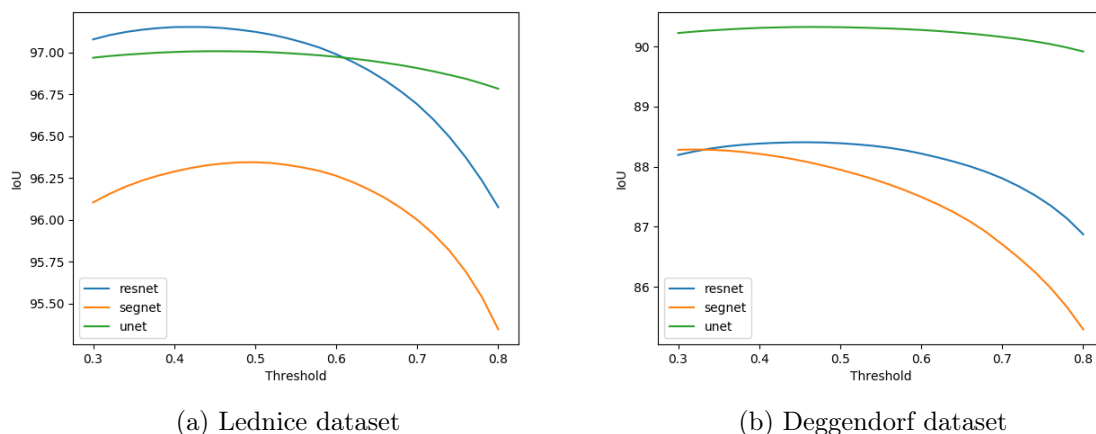 97.00
96.75
96.50
96.25
96.00
95.75
95.50
IoU
resnet
segnet
unet
0.3 0.4 0.5 0.6 0.7 0.8
Threshold
(a) Lednice dataset
90
89
88
87
86
IoU
resnet
segnet
unet
0.3 0.4 0.5 0.6 0.7 0.8
Threshold
(b) Deggendorf dataset